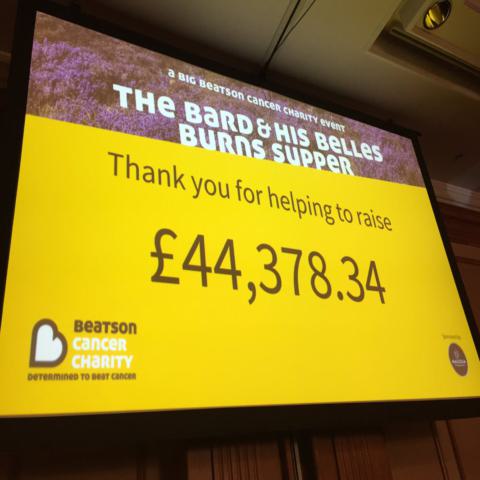 A BIG BEATSON CANCER CHARITY EVENT
THE BARD & HIS BELLES
BURNS SUPPER
Thank you for helping to raise
£44,378.34
BEATSON
CANCER
CHARITY
DETERMINED TO BEAT CANCER